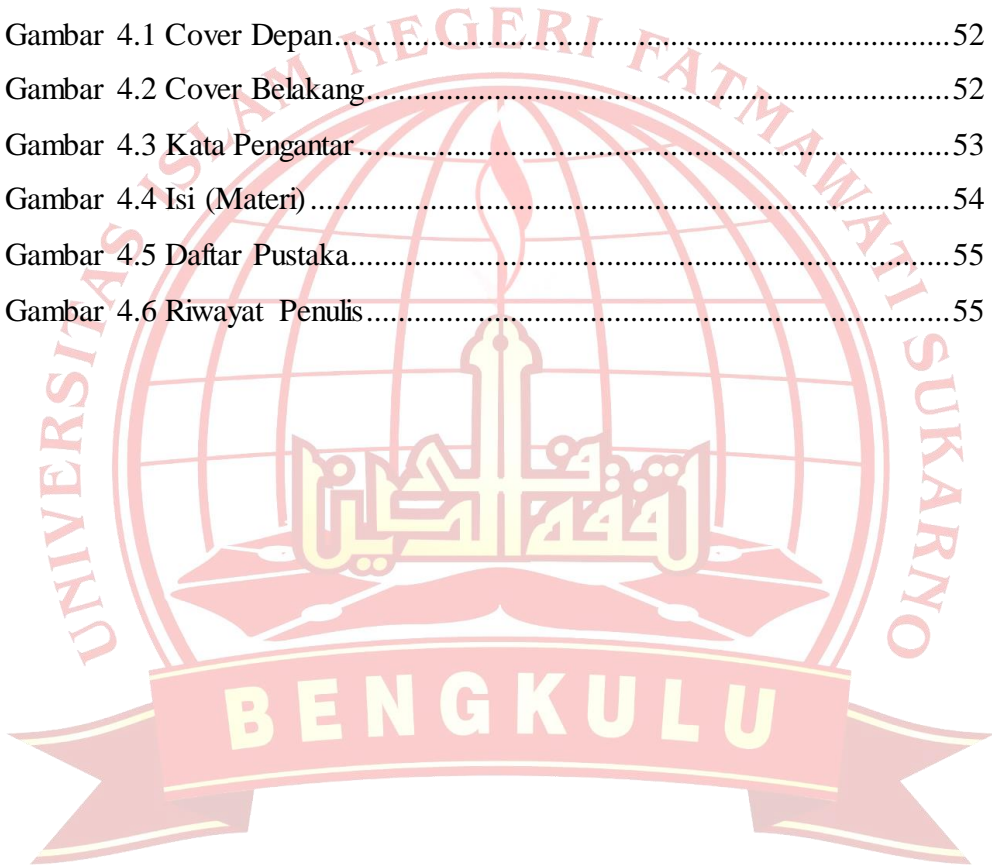 Gambar 4.1 Cover Depan..........................................................................................52
Gambar 4.2 Cover Belakang.....................................................................................52
Gambar 4.3 Kata Pengantar......................................................................................53
Gambar 4.4 Isi (Materi).............................................................................................54
Gambar 4.5 Daftar Pustaka.......................................................................................55
Gambar 4.6 Riwayat Penulis.....................................................................................55
UNIVERSITAS ISLAM NEGERI FATMAWATI SUKARNO
BENGKULU